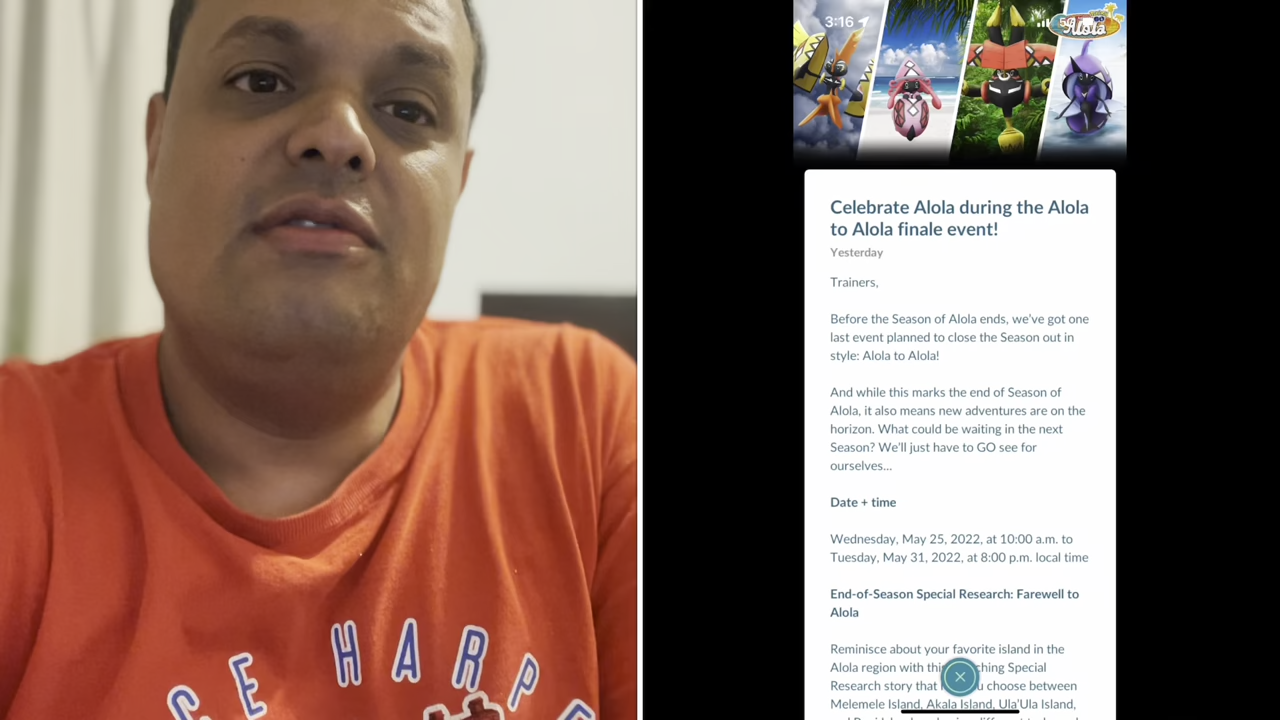 SE HARPE
3:16
5G
Alola
Celebrate Alola during the Alola
to Alola finale event!
Yesterday
Trainers,
Before the Season of Alola ends, we've got one
last event planned to close the Season out in
style: Alola to Alola!
And while this marks the end of Season of
Alola, it also means new adventures are on the
horizon. What could be waiting in the next
Season? We'll just have to GO see for
ourselves...
Date + time
Wednesday, May 25, 2022, at 10:00 a.m. to
Tuesday, May 31, 2022, at 8:00 p.m. local time
End-of-Season Special Research: Farewell to
Alola
Reminisce about your favorite island in the
Alola region with this ching Special
Research story that u choose between
Melemele Island, Akala Island, Ula'Ula Island,